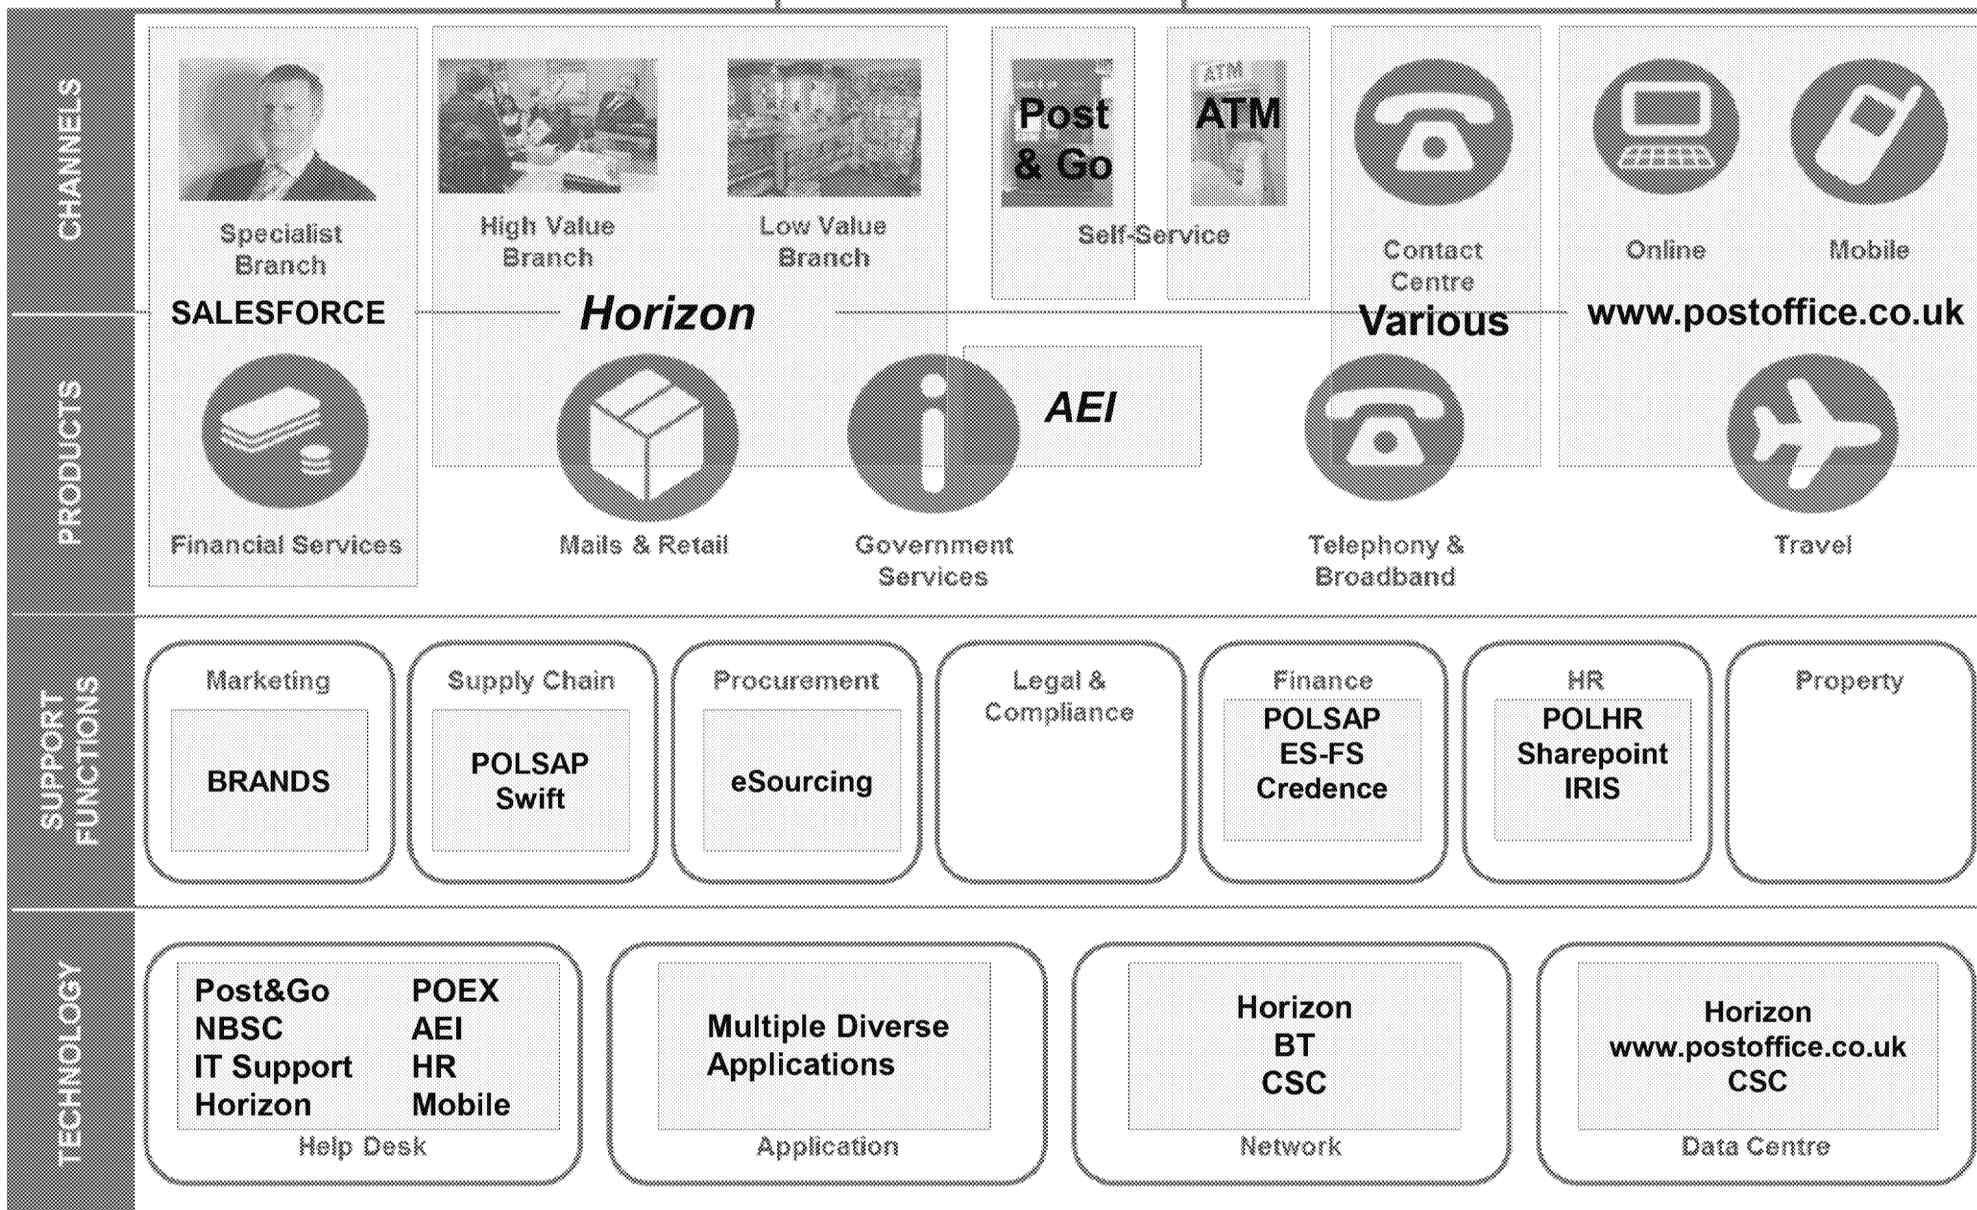 CHANNELS
Specialist
Branch
High Value
Branch
Low Value
Branch
Post
& Go
ATM
ATM
Self-Service
Contact
Centre
Online
Mobile
SALESFORCE
Horizon
Various
www.postoffice.co.uk
PRODUCTS
AEI
Financial Services
Mails & Retail
Government
Services
Telephony &
Broadband
Travel
SUPPORT
FUNCTIONS
Marketing
BRANDS
Supply Chain
POLSAP
Swift
Procurement
eSourcing
Legal &
Compliance
Finance
POLSAP
ES-FS
Credence
HR
POLHR
Sharepoint
IRIS
Property
TECHNOLOGY
Post&Go
NBSC
IT Support
Horizon
POEX
AEI
HR
Mobile
Help Desk
Multiple Diverse
Applications
Application
Horizon
BT
CSC
Network
Horizon
www.postoffice.co.uk
CSC
Data Centre